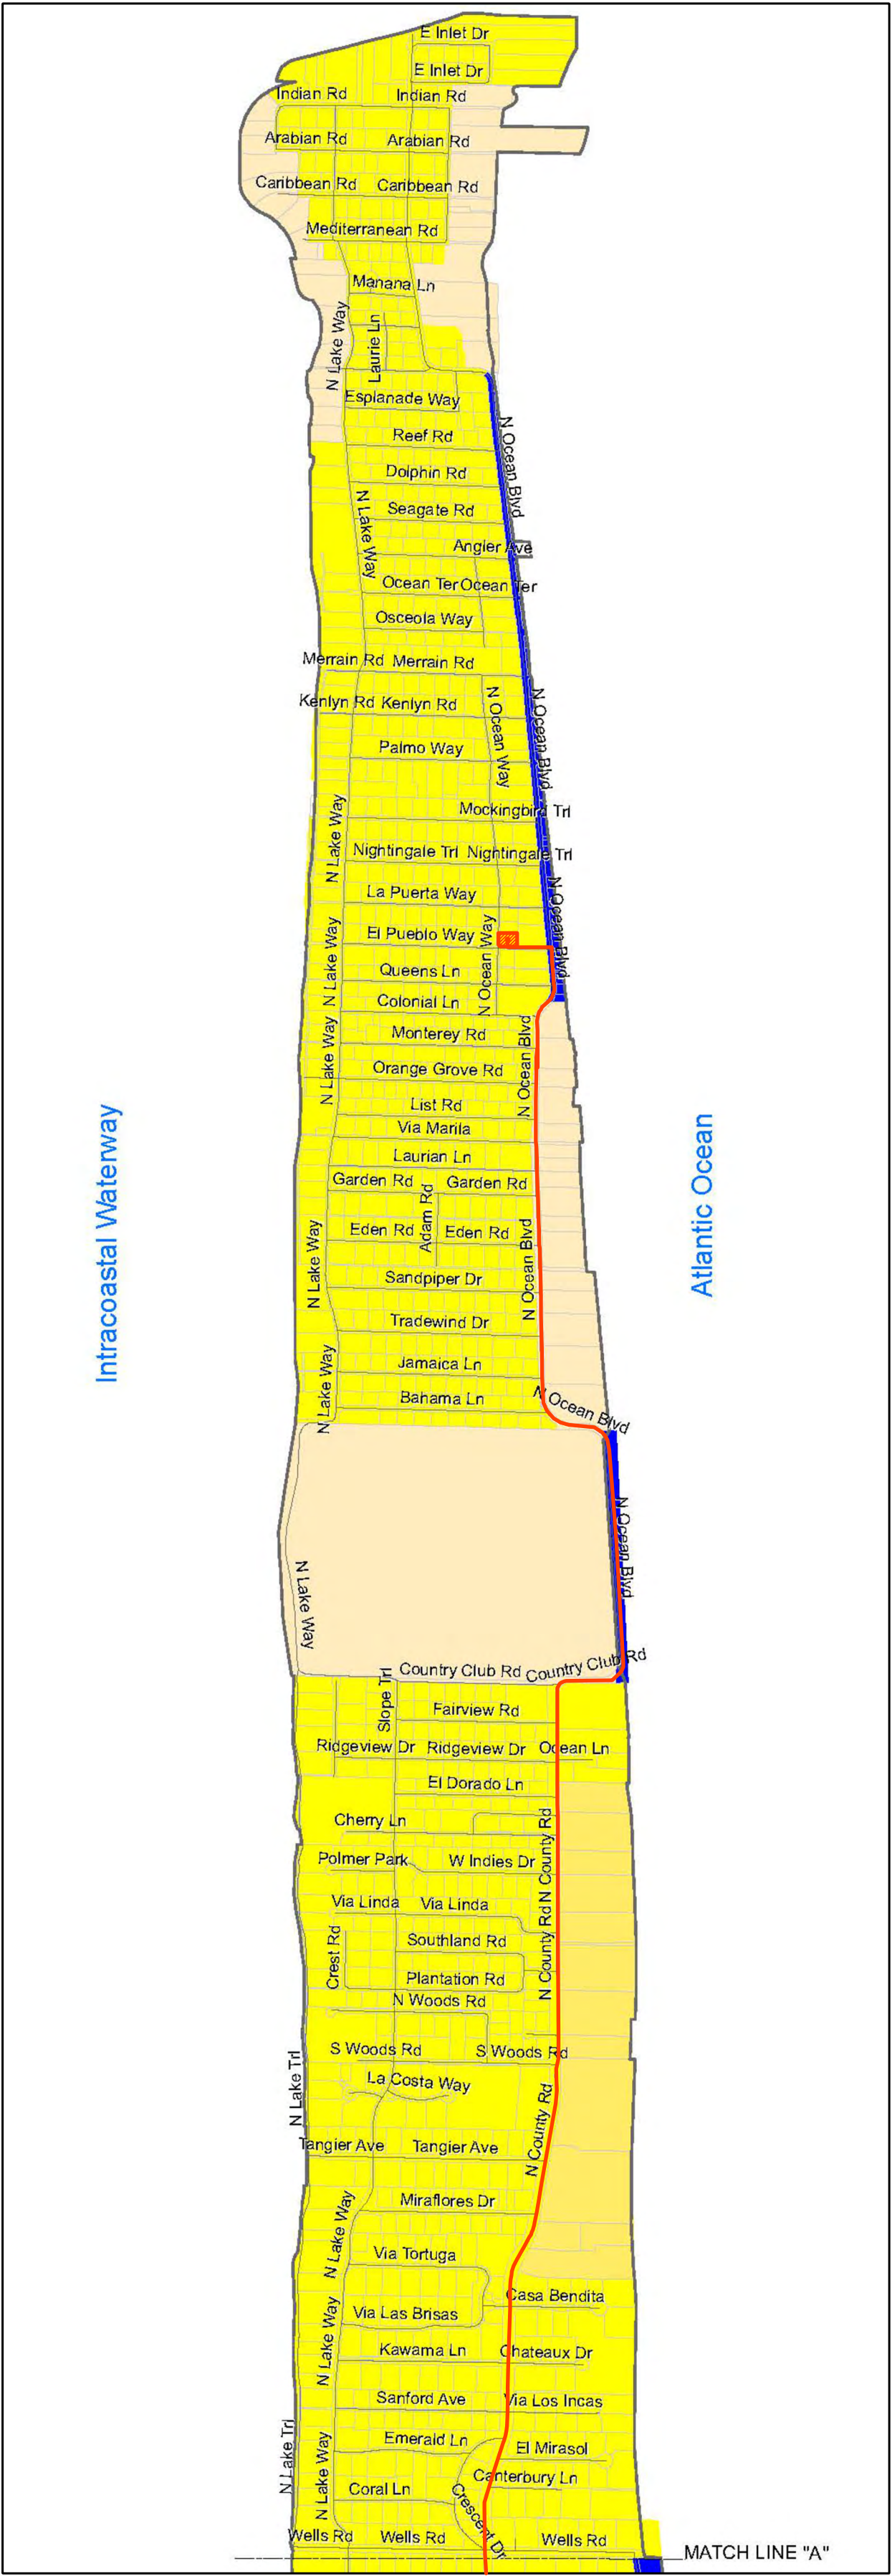 E Inlet Dr
E Inlet Dr
Indian Rd Indian Rd
Arabian Rd Arabian Rd
Caribbean Rd Caribbean Rd
Mediterranean Rd
Manana Ln
N Lake Way
Laurie Ln
Esplanade Way
N Ocean Blvd
Reef Rd
Dolphin Rd
N Lake Way
Seagate Rd
Angler Ave
Ocean Ter Ocean Ter
Osceola Way
Merrain Rd Merrain Rd
Kenlyn Rd Kenlyn Rd
N Ocean Way
N Ocean Blvd
Palmo Way
N Lake Way
Mockingbird Trl
Nightingale Trl Nightingale Trl
La Puerta Way
N Ocean Blvd
El Pueblo Way
N Lake Way
N Ocean Way
Queens Ln
Colonial Ln
Monterey Rd
N Lake Way
N Ocean Blvd
Orange Grove Rd
List Rd
Via Marila
Laurian Ln
Garden Rd Garden Rd
Adam Rd
Eden Rd Eden Rd
N Lake Way
N Ocean Blvd
Sandpiper Dr
Intracoastal Waterway
Atlantic Ocean
Tradewind Dr
Jamaica Ln
N Lake Way
Bahama Ln
N Ocean Blvd
N Ocean Blvd
N Lake Way
Country Club Rd Country Club Rd
Slope Trl
Fairview Rd
Ridgeview Dr Ridgeview Dr Ocean Ln
El Dorado Ln
Cherry Ln
N County Rd
Polmer Park W Indies Dr
Via Linda Via Linda
N County Rd
Crest Rd
Southland Rd
Plantation Rd
N Woods Rd
S Woods Rd S Woods Rd
N Lake Trl
La Costa Way
N County Rd
Tangier Ave Tangier Ave
Miraflores Dr
N Lake Way
Via Tortuga
Casa Bendita
Via Las Brisas
N Lake Way
Kawama Ln Chateaux Dr
Sanford Ave Via Los Incas
Emerald Ln
El Mirasol
N Lake Trl
N Lake Way
Canterbury Ln
Coral Ln
Crescent Dr
Wells Rd Wells Rd Wells Rd
MATCH LINE "A"